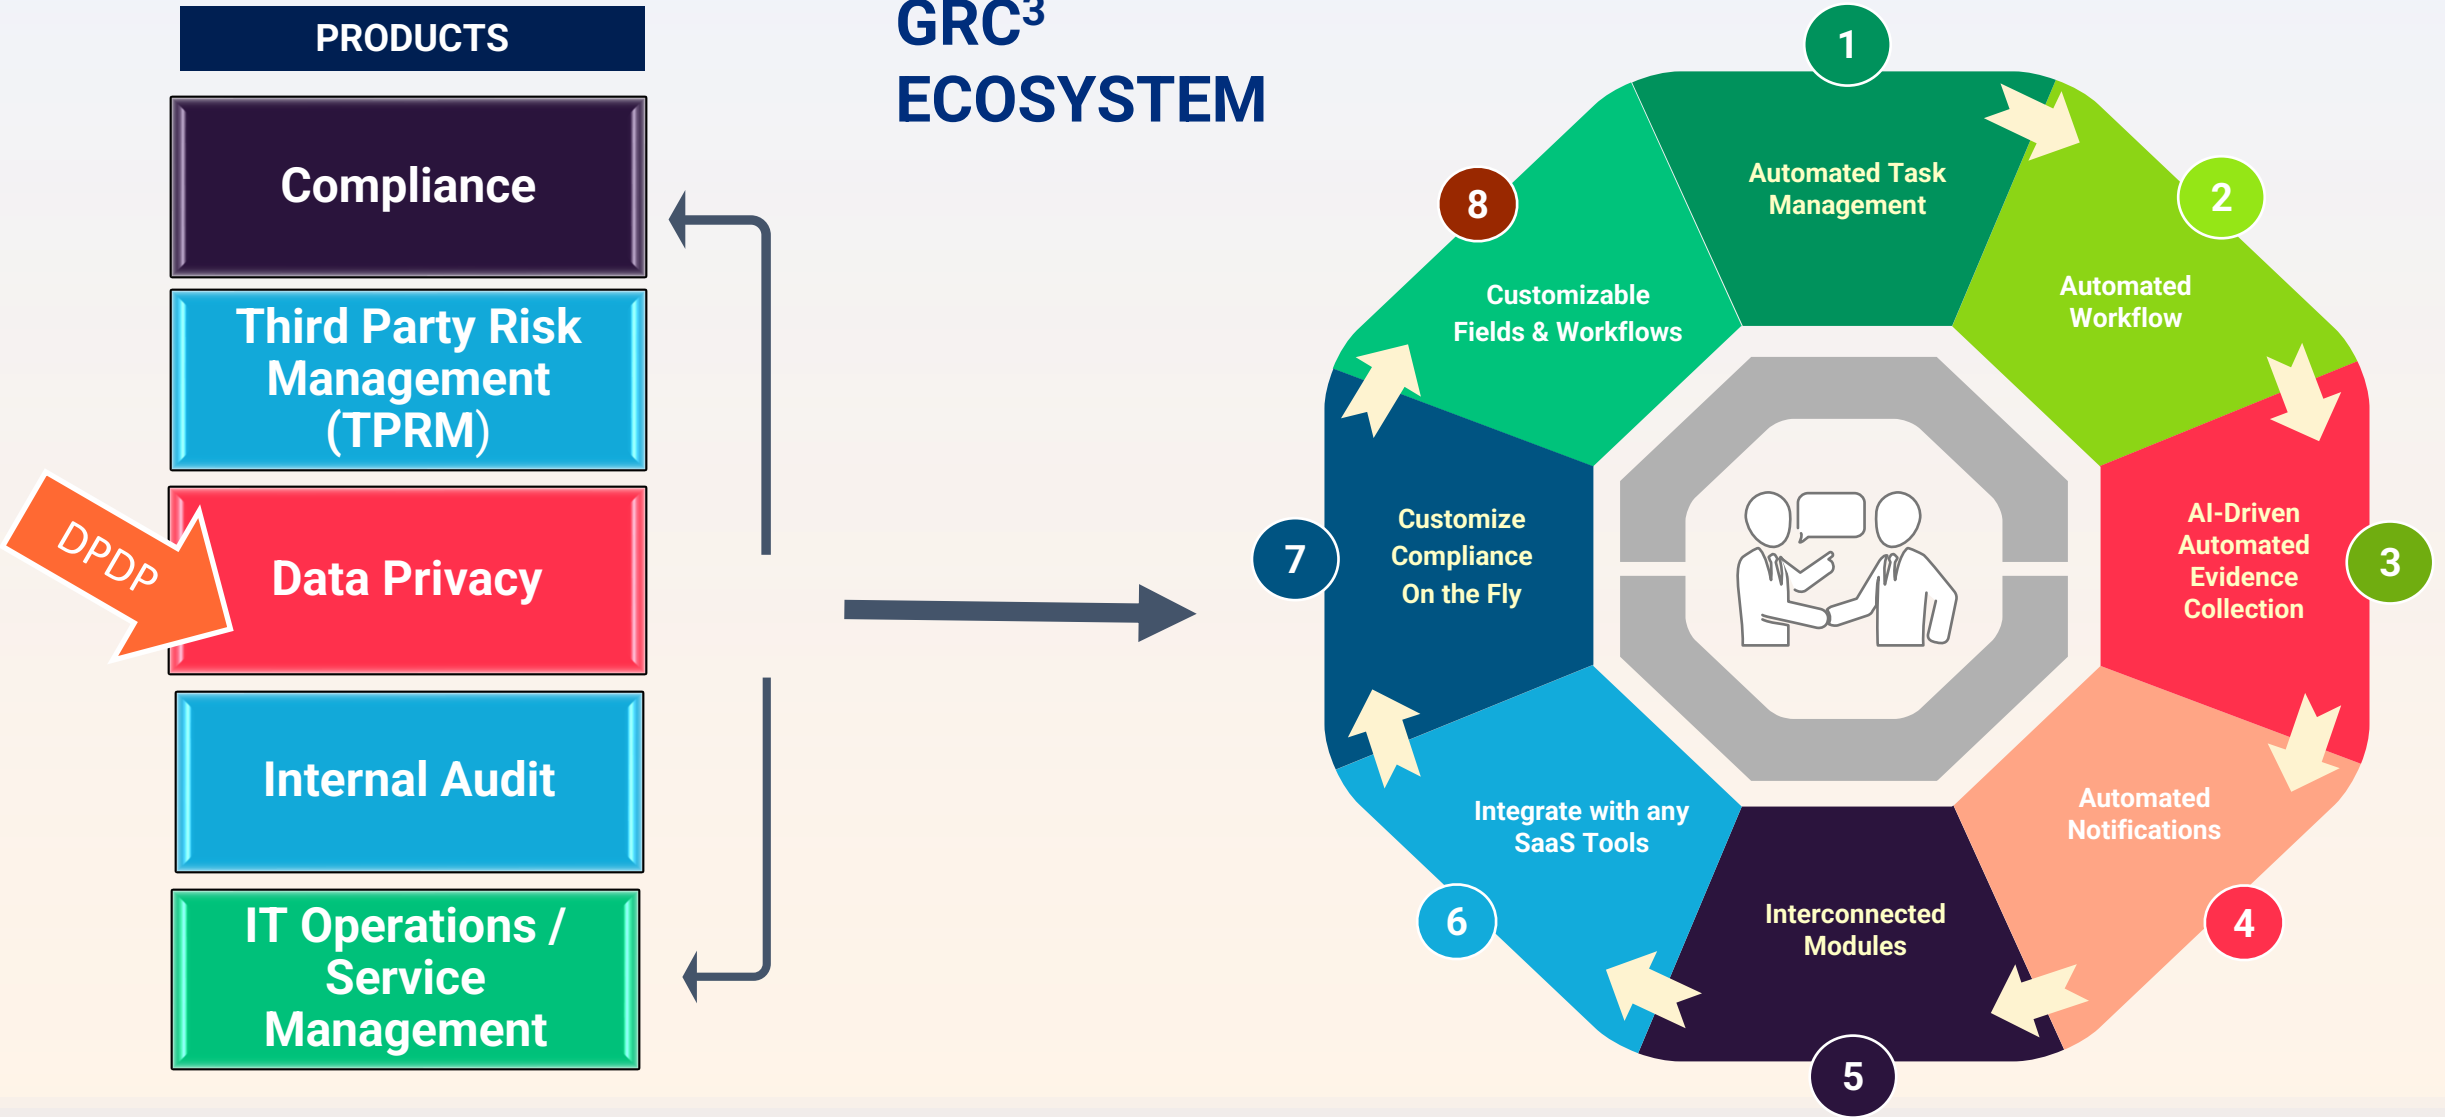 PRODUCTS
Compliance
Third Party Risk
Management
(TPRM)
DPDP
Data Privacy
Internal Audit
IT Operations /
Service
Management
GRC³
ECOSYSTEM
1
Automated Task
Management
2
Automated
Workflow
3
AI-Driven
Automated
Evidence
Collection
4
Automated
Notifications
5
Interconnected
Modules
6
Integrate with any
SaaS Tools
7
Customize
Compliance
On the Fly
8
Customizable
Fields & Workflows